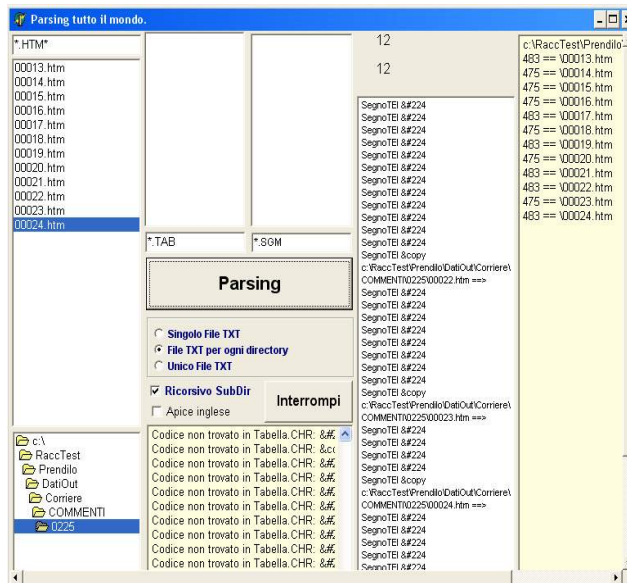 Parsing tutto il mondo.
*.HTM*
00013.htm
00014.htm
00015.htm
00016.htm
00017.htm
00018.htm
00019.htm
00020.htm
00021.htm
00022.htm
00023.htm
00024.htm
c:\
RaccTest
Prendilo
DatiOut
Corriere
COMMENTI
0225
*.TAB
*.SGM
Parsing
Singolo File TXT
File TXT per ogni directory
Unico File TXT
Ricorsivo SubDir
Apice inglese
Interrompi
Codice non trovato in Tabella.CHR: &#
Codice non trovato in Tabella.CHR: &co
Codice non trovato in Tabella.CHR: &#
Codice non trovato in Tabella.CHR: &#
Codice non trovato in Tabella.CHR: &#
Codice non trovato in Tabella.CHR: &#
Codice non trovato in Tabella.CHR: &#
Codice non trovato in Tabella.CHR: &#
Codice non trovato in Tabella.CHR: &#
Codice non trovato in Tabella.CHR: &#
12
12
SegnoTEI &#224
SegnoTEI &#224
SegnoTEI &#224
SegnoTEI &#224
SegnoTEI &#224
SegnoTEI &#224
SegnoTEI &#224
SegnoTEI &#224
SegnoTEI &#224
SegnoTEI &#224
SegnoTEI &#224
SegnoTEI &#224
SegnoTEI &copy
c:\RaccTest\Prendilo\DatiOut\Corriere\
COMMENTI\0225\00022.htm ==>
SegnoTEI &#224
SegnoTEI &#224
SegnoTEI &#224
SegnoTEI &#224
SegnoTEI &#224
SegnoTEI &#224
SegnoTEI &#224
SegnoTEI &copy
c:\RaccTest\Prendilo\DatiOut\Corriere\
COMMENTI\0225\00023.htm ==>
SegnoTEI &#224
SegnoTEI &#224
SegnoTEI &#224
SegnoTEI &#224
SegnoTEI &copy
c:\RaccTest\Prendilo\DatiOut\Corriere\
COMMENTI\0225\00024.htm ==>
SegnoTEI &#224
SegnoTEI &#224
SegnoTEI &#224
SegnoTEI &#224
SegnoTEI &#224
c:\RaccTest\Prendilo
483 == \00013.htm
475 == \00014.htm
475 == \00015.htm
475 == \00016.htm
483 == \00017.htm
475 == \00018.htm
483 == \00019.htm
475 == \00020.htm
483 == \00021.htm
483 == \00022.htm
475 == \00023.htm
483 == \00024.htm